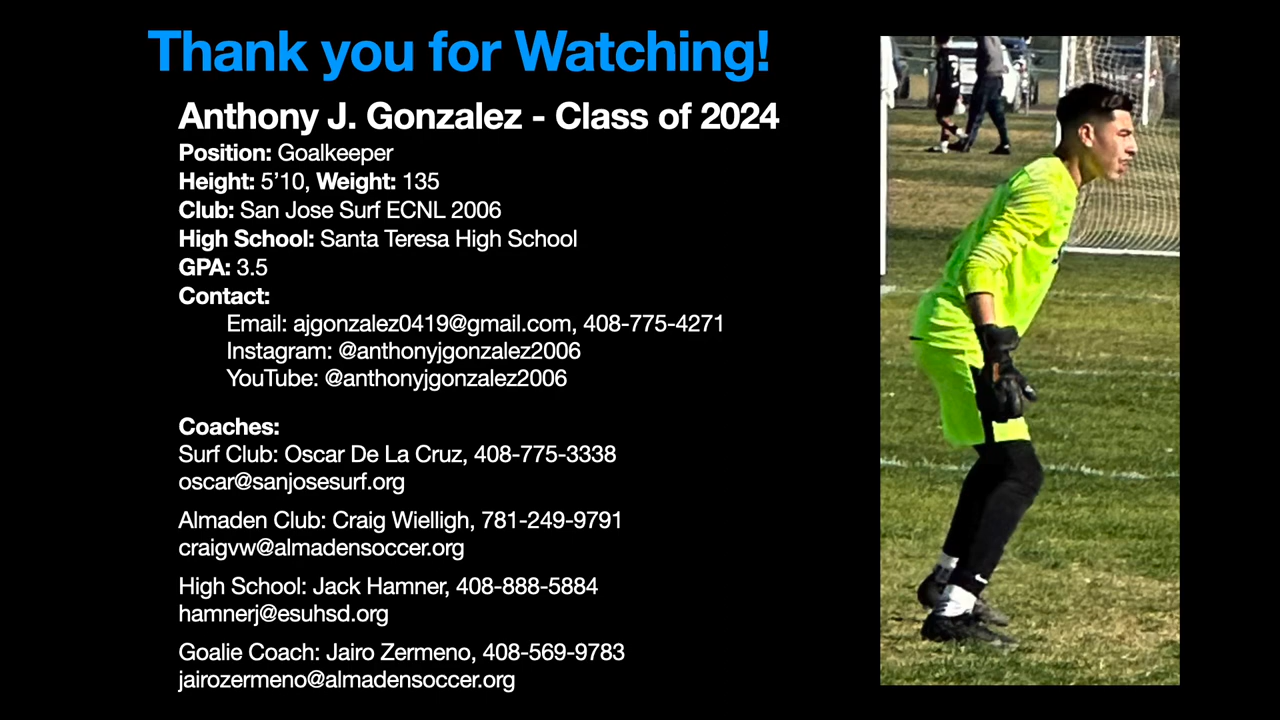 Thank you for Watching!
Anthony J. Gonzalez - Class of 2024
Position: Goalkeeper
Height: 5’10, Weight: 135
Club: San Jose Surf ECNL 2006
High School: Santa Teresa High School
GPA: 3.5
Contact:
Email: ajgonzalez0419@gmail.com, 408-775-4271
Instagram: @anthonyjgonzalez2006
YouTube: @anthonyjgonzalez2006
Coaches:
Surf Club: Oscar De La Cruz, 408-775-3338
oscar@sanjosesurf.org
Almaden Club: Craig Wielligh, 781-249-9791
craigvw@almadensoccer.org
High School: Jack Hamner, 408-888-5884
hamnerj@esuhsd.org
Goalie Coach: Jairo Zermeno, 408-569-9783
jairozermeno@almadensoccer.org